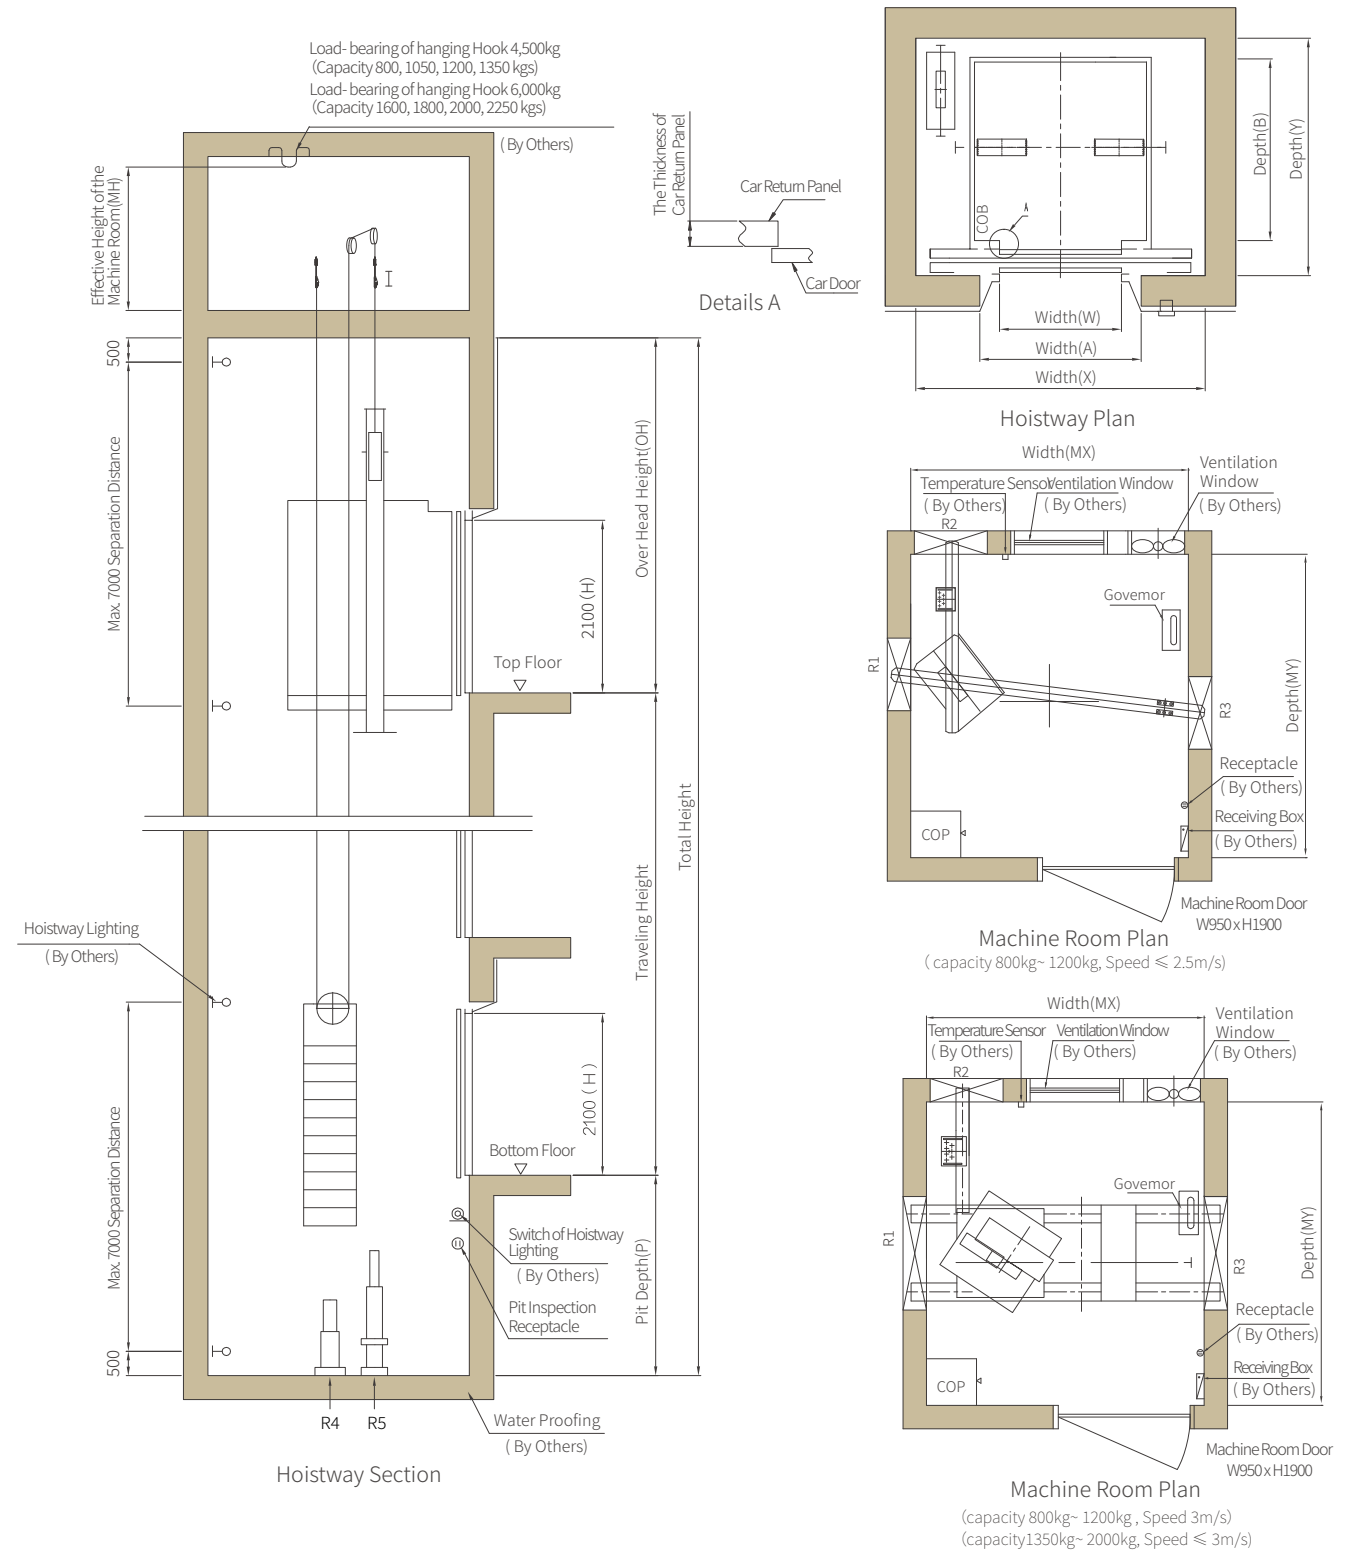 Load- bearing of hanging Hook 4,500kg
(Capacity 800, 1050, 1200, 1350 kgs)
Load- bearing of hanging Hook 6,000kg
(Capacity 1600, 1800, 2000, 2250 kgs)
( By Others)
Effective Height of the
Machine Room(MH)
500
Max. 7000 Separation Distance
Over Head Height(OH)
2100 (H)
Top Floor
Total Height
Traveling Height
Hoistway Lighting
( By Others)
2100 ( H )
Bottom Floor
Max. 7000 Separation Distance
Switch of Hoistway
Lighting
( By Others)
Pit Inspection
Receptacle
Pit Depth(P)
500
R4
R5
Water Proofing
( By Others)
Hoistway Section
The Thickness of
Car Return Panel
Car Return Panel
Car Door
Details A
COB
A
Depth(B)
Depth(Y)
Width(W)
Width(A)
Width(X)
Hoistway Plan
Width(MX)
Temperature Sensor
( By Others)
Ventilation Window
( By Others)
Ventilation
Window
( By Others)
R2
Govemor
R1
R3
Depth(MY)
Receptacle
( By Others)
Receiving Box
( By Others)
COP
Machine Room Door
W950 x H1900
Machine Room Plan
( capacity 800kg~ 1200kg, Speed ≤ 2.5m/s)
Width(MX)
Temperature Sensor
( By Others)
Ventilation Window
( By Others)
Ventilation
Window
( By Others)
R2
Govemor
R1
R3
Depth(MY)
Receptacle
( By Others)
Receiving Box
( By Others)
COP
Machine Room Door
W950 x H1900
Machine Room Plan
(capacity 800kg~ 1200kg , Speed 3m/s)
(capacity1350kg~ 2000kg, Speed ≤ 3m/s)